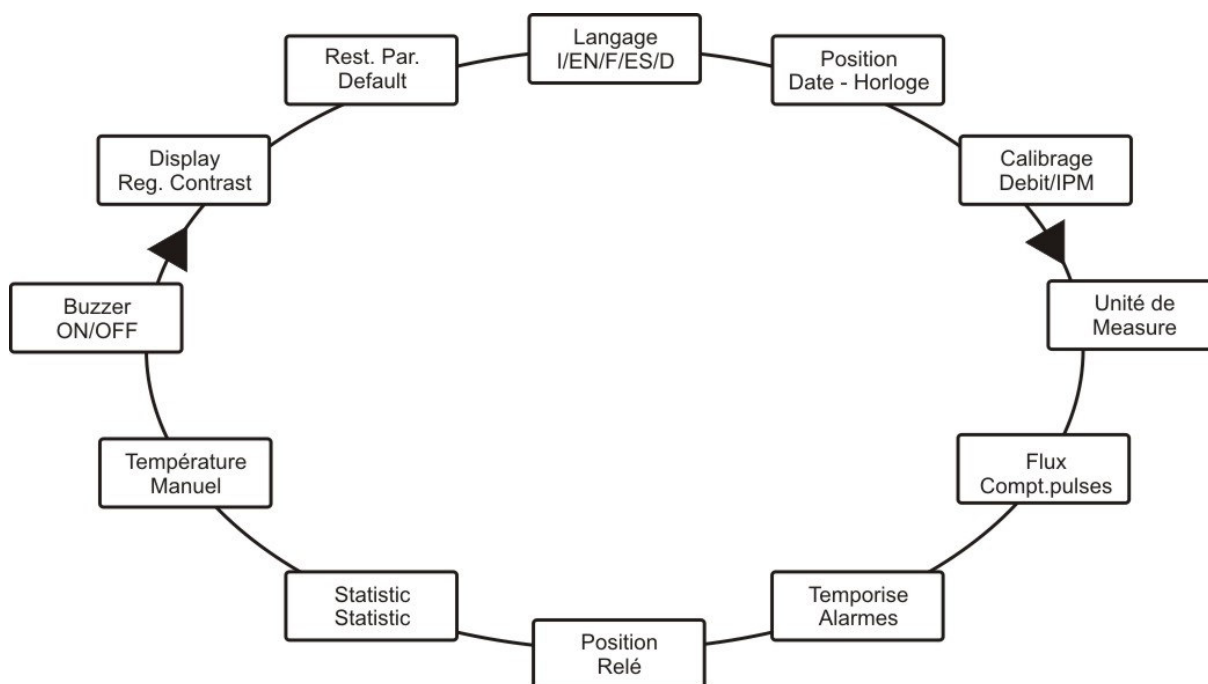 Langage
I/EN/F/ES/D
Position
Date - Horloge
Calibrage
Debit/IPM
Unité de
Measure
Flux
Compt.pulses
Temporise
Alarmes
Position
Relé
Statistic
Statistic
Température
Manuel
Buzzer
ON/OFF
Display
Reg. Contrast
Rest. Par.
Default